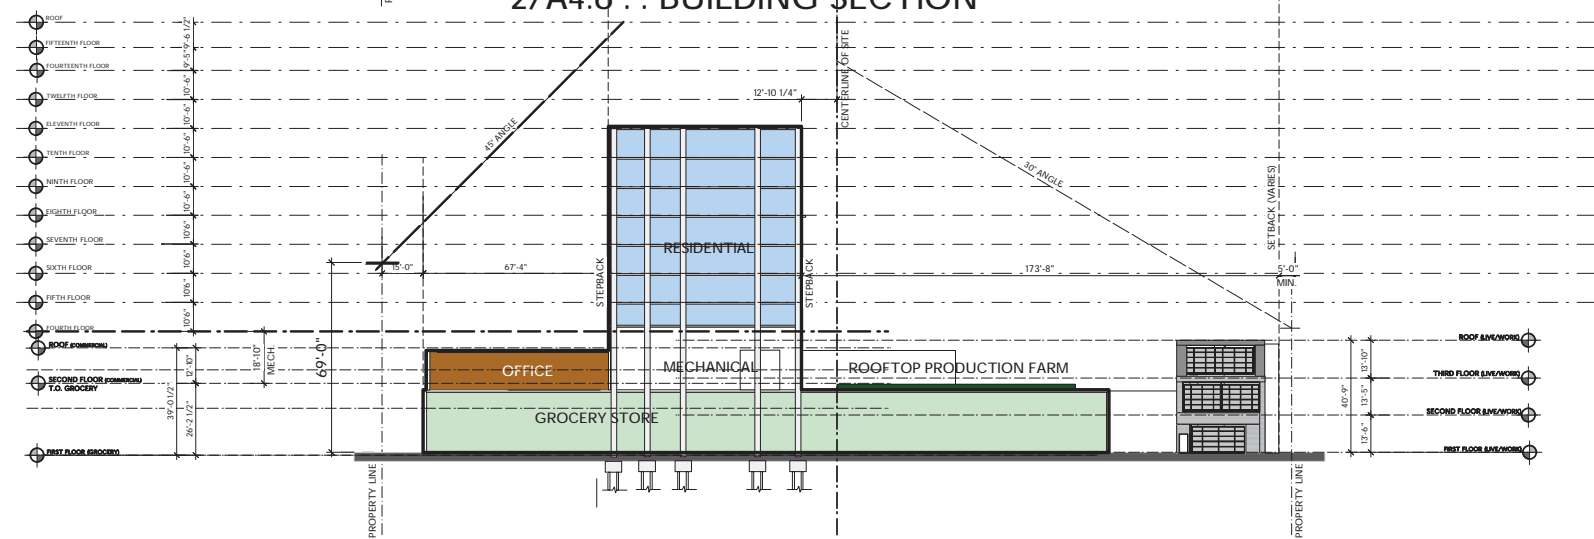 2/A4.6 : : BUILDING SECTION
ROOF
9'-6 1/2"
FIFTEENTH FLOOR
9'-5"
FOURTEENTH FLOOR
10'-6"
TWELFTH FLOOR
10'-6"
ELEVENTH FLOOR
10'-6"
TENTH FLOOR
10'-6"
NINTH FLOOR
10'-6"
EIGHTH FLOOR
10'6"
SEVENTH FLOOR
10'6"
SIXTH FLOOR
10'6"
FIFTH FLOOR
10'6"
FOURTH FLOOR
ROOF (COMMERCIAL)
SECOND FLOOR (COMMERCIAL)
T.O. GROCERY
FIRST FLOOR (GROCERY)
39'-0 1/2"
12'-10"
26'-2 1/2"
18'-10"
MECH.
69'-0"
45° ANGLE
15'-0"
67'-4"
STEPBACK
12'-10 1/4"
CENTERLINE OF SITE
RESIDENTIAL
STEPBACK
30° ANGLE
173'-8"
SETBACK (VARIES)
5'-0"
MIN.
OFFICE
MECHANICAL
ROOFTOP PRODUCTION FARM
GROCERY STORE
PROPERTY LINE
PROPERTY LINE
40'-9"
13'-10"
13'-5"
13'-6"
ROOF (LIVE/WORK)
THIRD FLOOR (LIVE/WORK)
SECOND FLOOR (LIVE/WORK)
FIRST FLOOR (LIVE/WORK)